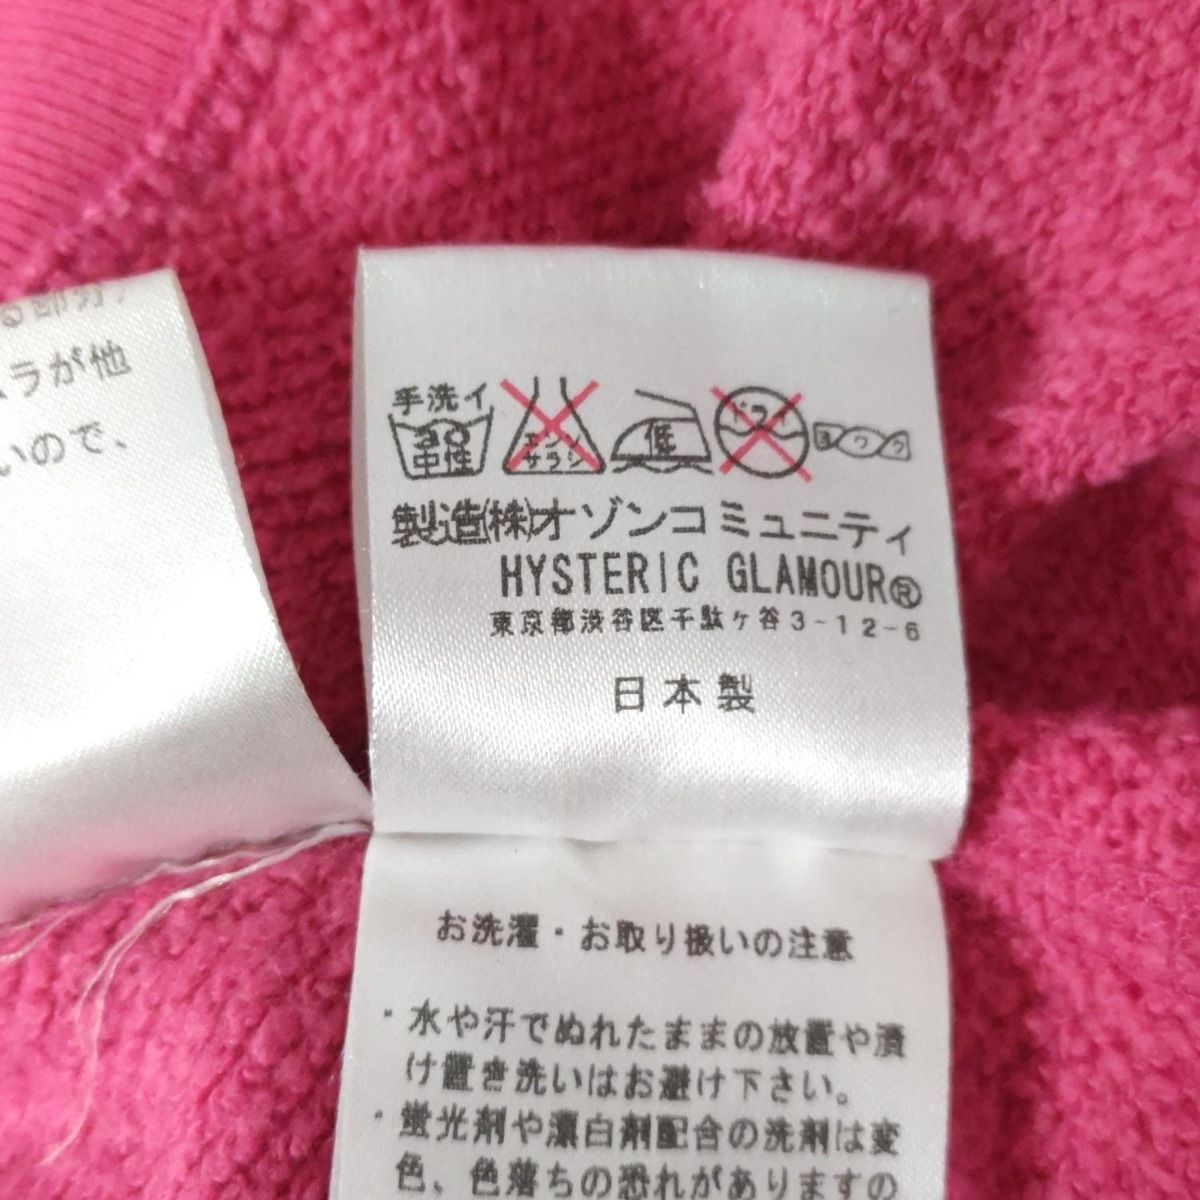 る部分,
ムラが他
いので、
手洗イ
30
中性
エンソ
サラシ
低
ドライ
ヨワク
製造(株)オゾンコミュニティ
HYSTERIC GLAMOUR®
東京都渋谷区千駄ヶ谷3-12-6
日本製
お洗濯・お取り扱いの注意
・水や汗でぬれたままの放置や漬
け置き洗いはお避け下さい。
・蛍光剤や漂白剤配合の洗剤は変
色、色落ちの恐れがありますの